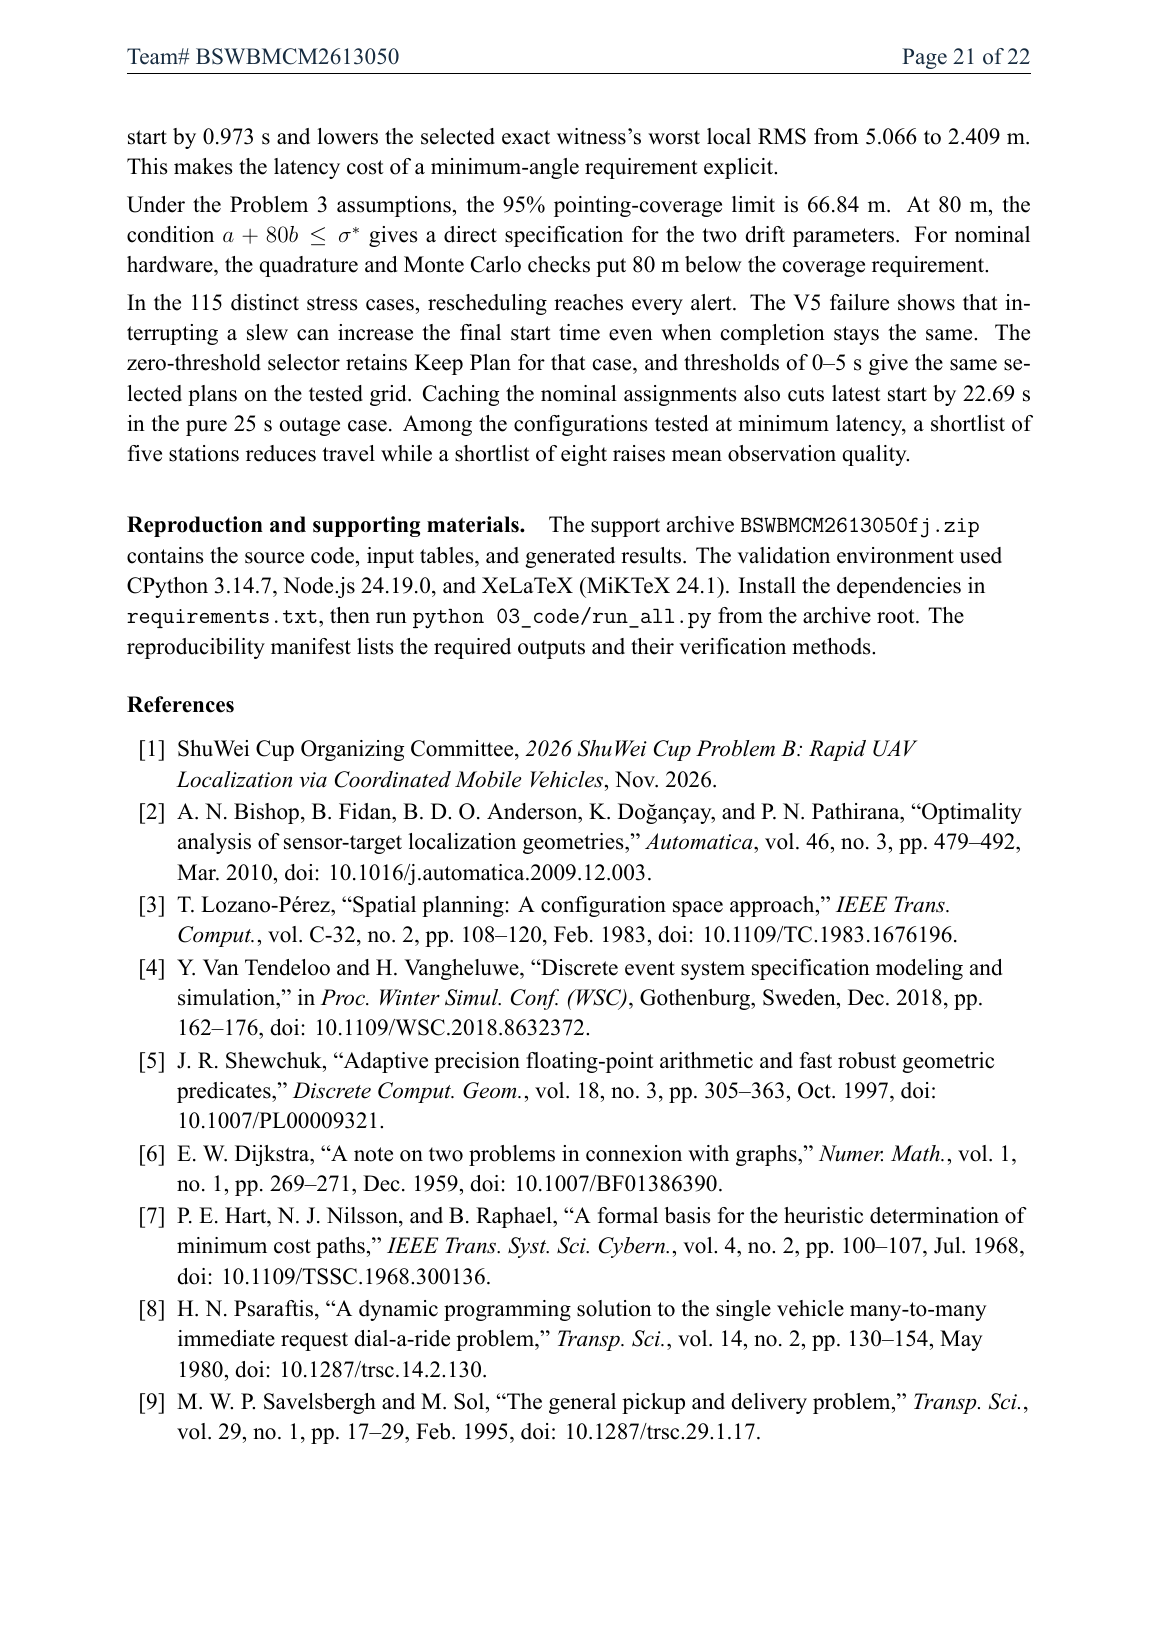 Team# BSWBMCM2613050 Page 21 of 22
start by 0.973 s and lowers the selected exact witness’s worst local RMS from 5.066 to 2.409 m.
This makes the latency cost of a minimum-angle requirement explicit.
Under the Problem 3 assumptions, the 95% pointing-coverage limit is 66.84 m. At 80 m, the
condition a + 80b ≤ σ* gives a direct specification for the two drift parameters. For nominal
hardware, the quadrature and Monte Carlo checks put 80 m below the coverage requirement.
In the 115 distinct stress cases, rescheduling reaches every alert. The V5 failure shows that in-
terrupting a slew can increase the final start time even when completion stays the same. The
zero-threshold selector retains Keep Plan for that case, and thresholds of 0–5 s give the same se-
lected plans on the tested grid. Caching the nominal assignments also cuts latest start by 22.69 s
in the pure 25 s outage case. Among the configurations tested at minimum latency, a shortlist of
five stations reduces travel while a shortlist of eight raises mean observation quality.
Reproduction and supporting materials. The support archive BSWBMCM2613050fj.zip
contains the source code, input tables, and generated results. The validation environment used
CPython 3.14.7, Node.js 24.19.0, and XeLaTeX (MiKTeX 24.1). Install the dependencies in
requirements.txt, then run python 03_code/run_all.py from the archive root. The
reproducibility manifest lists the required outputs and their verification methods.
References
[1] ShuWei Cup Organizing Committee, 2026 ShuWei Cup Problem B: Rapid UAV
Localization via Coordinated Mobile Vehicles, Nov. 2026.
[2] A. N. Bishop, B. Fidan, B. D. O. Anderson, K. Doğançay, and P. N. Pathirana, “Optimality
analysis of sensor-target localization geometries,” Automatica, vol. 46, no. 3, pp. 479–492,
Mar. 2010, doi: 10.1016/j.automatica.2009.12.003.
[3] T. Lozano-Pérez, “Spatial planning: A configuration space approach,” IEEE Trans.
Comput., vol. C-32, no. 2, pp. 108–120, Feb. 1983, doi: 10.1109/TC.1983.1676196.
[4] Y. Van Tendeloo and H. Vangheluwe, “Discrete event system specification modeling and
simulation,” in Proc. Winter Simul. Conf. (WSC), Gothenburg, Sweden, Dec. 2018, pp.
162–176, doi: 10.1109/WSC.2018.8632372.
[5] J. R. Shewchuk, “Adaptive precision floating-point arithmetic and fast robust geometric
predicates,” Discrete Comput. Geom., vol. 18, no. 3, pp. 305–363, Oct. 1997, doi:
10.1007/PL00009321.
[6] E. W. Dijkstra, “A note on two problems in connexion with graphs,” Numer. Math., vol. 1,
no. 1, pp. 269–271, Dec. 1959, doi: 10.1007/BF01386390.
[7] P. E. Hart, N. J. Nilsson, and B. Raphael, “A formal basis for the heuristic determination of
minimum cost paths,” IEEE Trans. Syst. Sci. Cybern., vol. 4, no. 2, pp. 100–107, Jul. 1968,
doi: 10.1109/TSSC.1968.300136.
[8] H. N. Psaraftis, “A dynamic programming solution to the single vehicle many-to-many
immediate request dial-a-ride problem,” Transp. Sci., vol. 14, no. 2, pp. 130–154, May
1980, doi: 10.1287/trsc.14.2.130.
[9] M. W. P. Savelsbergh and M. Sol, “The general pickup and delivery problem,” Transp. Sci.,
vol. 29, no. 1, pp. 17–29, Feb. 1995, doi: 10.1287/trsc.29.1.17.